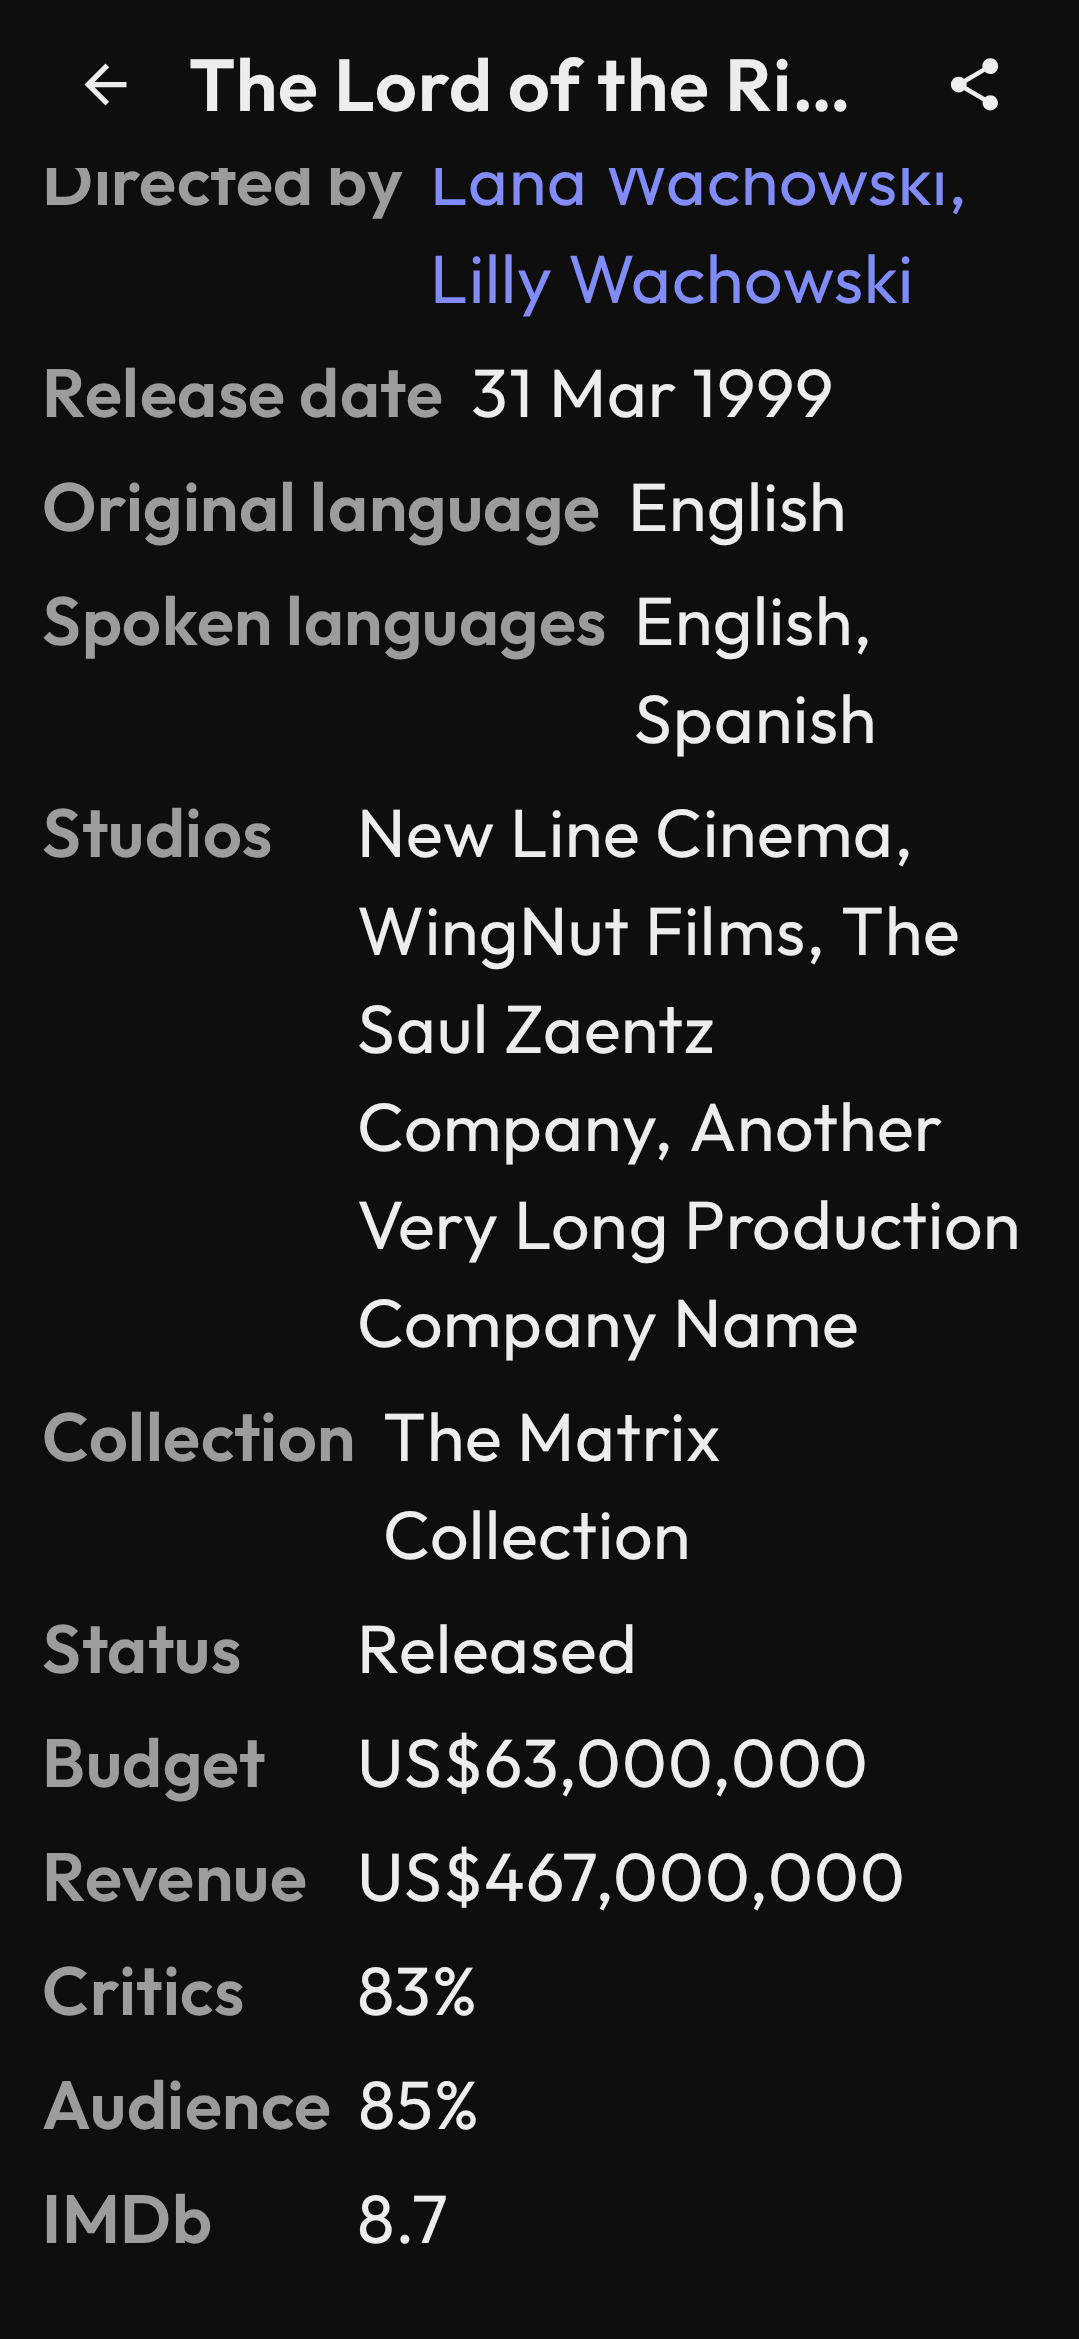 The Lord of the Ri...
Directed by Lana Wachowski,
Lilly Wachowski
Release date 31 Mar 1999
Original language English
Spoken languages English,
Spanish
Studios New Line Cinema,
WingNut Films, The
Saul Zaentz
Company, Another
Very Long Production
Company Name
Collection The Matrix
Collection
Status Released
Budget US$63,000,000
Revenue US$467,000,000
Critics 83%
Audience 85%
IMDb 8.7